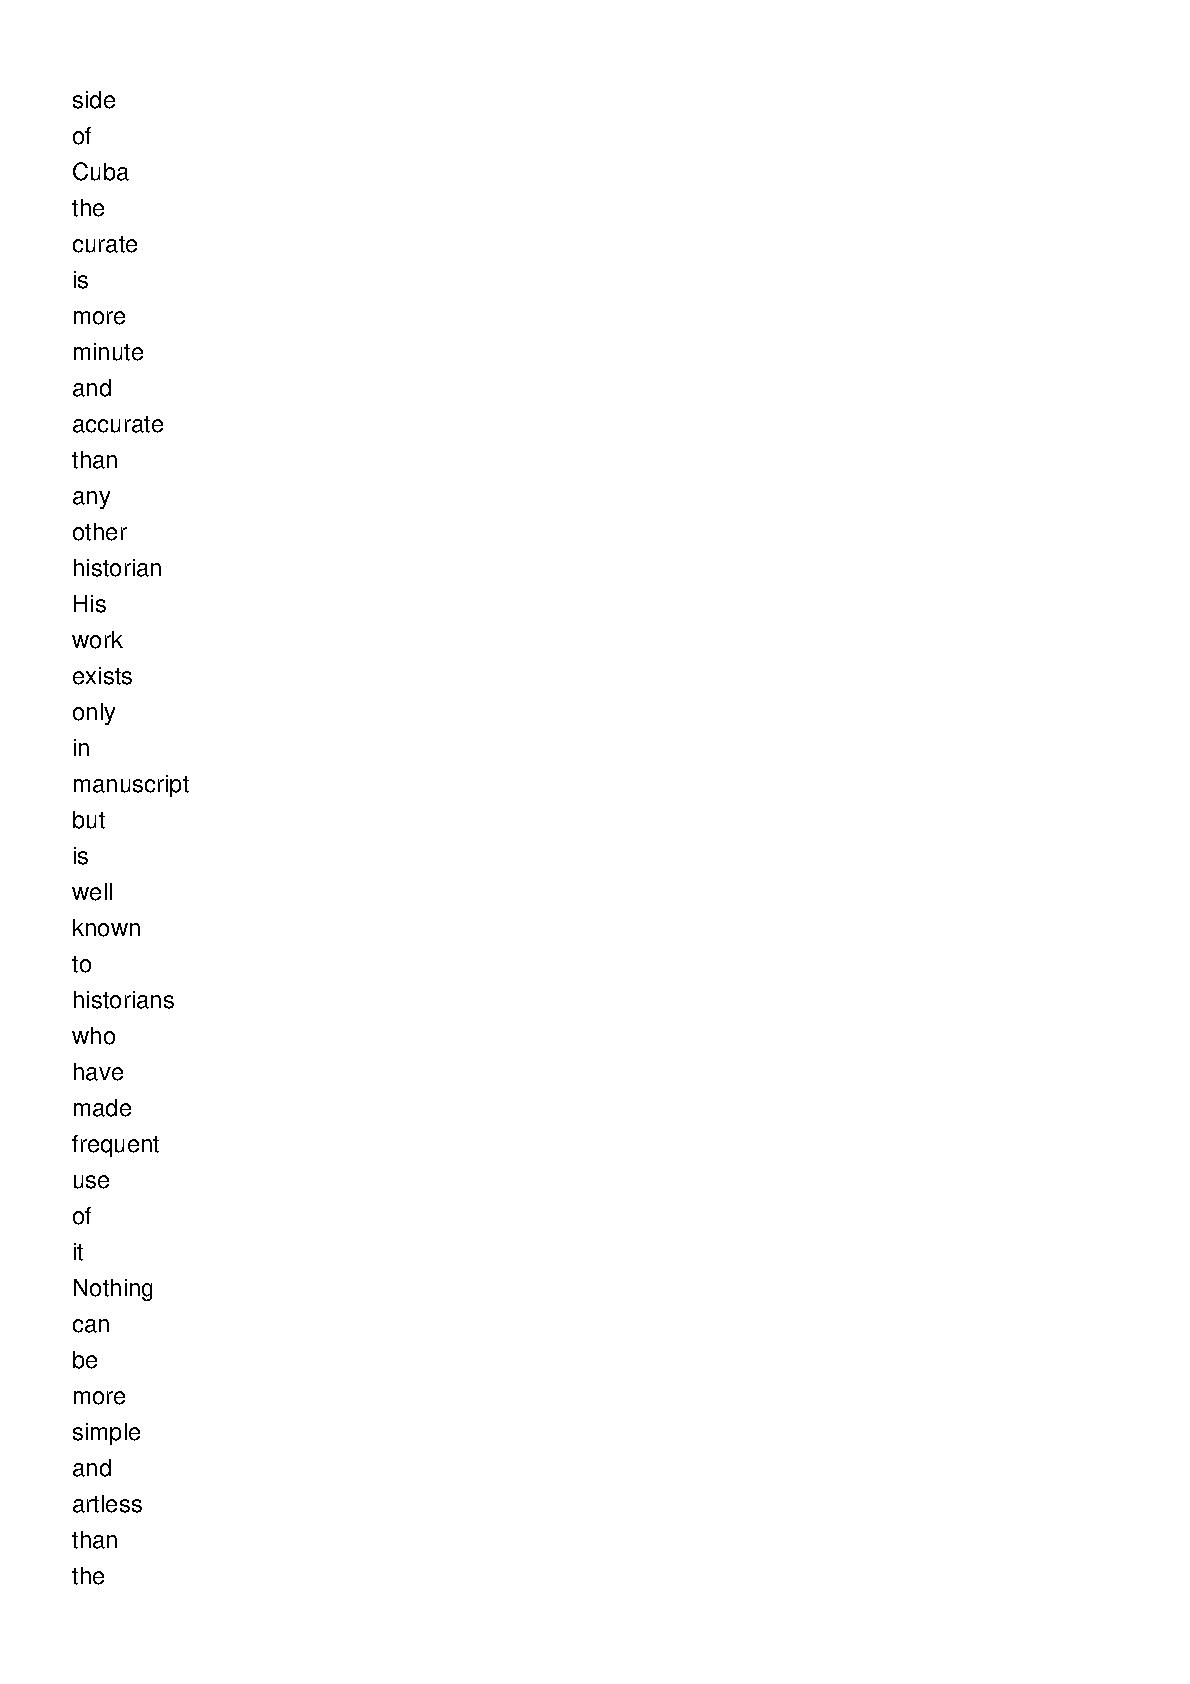 side
of
Cuba
the
curate
is
more
minute
and
accurate
than
any
other
historian
His
work
exists
only
in
manuscript
but
is
well
known
to
historians
who
have
made
frequent
use
of
it
Nothing
can
be
more
simple
and
artless
than
the